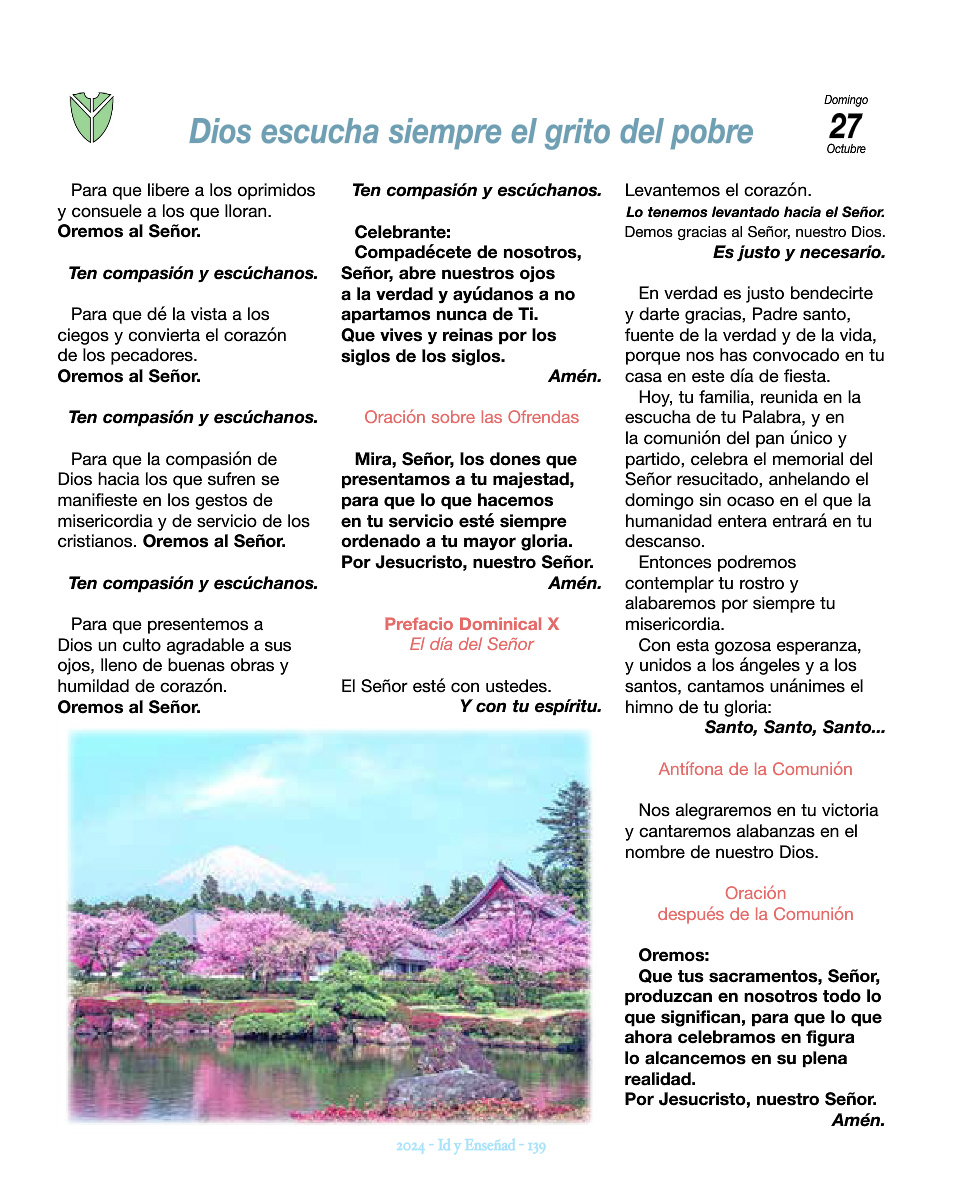 Dios escucha siempre el grito del pobre
Domingo
27
Octubre
Para que libere a los oprimidos
y consuele a los que lloran.
Oremos al Señor.
Ten compasión y escúchanos.
Para que dé la vista a los
ciegos y convierta el corazón
de los pecadores.
Oremos al Señor.
Ten compasión y escúchanos.
Para que la compasión de
Dios hacia los que sufren se
manifieste en los gestos de
misericordia y de servicio de los
cristianos. Oremos al Señor.
Ten compasión y escúchanos.
Para que presentemos a
Dios un culto agradable a sus
ojos, lleno de buenas obras y
humildad de corazón.
Oremos al Señor.
Ten compasión y escúchanos.
Celebrante:
Compadécete de nosotros,
Señor, abre nuestros ojos
a la verdad y ayúdanos a no
apartamos nunca de Ti.
Que vives y reinas por los
siglos de los siglos.
Amén.
Oración sobre las Ofrendas
Mira, Señor, los dones que
presentamos a tu majestad,
para que lo que hacemos
en tu servicio esté siempre
ordenado a tu mayor gloria.
Por Jesucristo, nuestro Señor.
Amén.
Prefacio Dominical X
El día del Señor
El Señor esté con ustedes.
Y con tu espíritu.
Levantemos el corazón.
Lo tenemos levantado hacia el Señor.
Demos gracias al Señor, nuestro Dios.
Es justo y necesario.
En verdad es justo bendecirte
y darte gracias, Padre santo,
fuente de la verdad y de la vida,
porque nos has convocado en tu
casa en este día de fiesta.
Hoy, tu familia, reunida en la
escucha de tu Palabra, y en
la comunión del pan único y
partido, celebra el memorial del
Señor resucitado, anhelando el
domingo sin ocaso en el que la
humanidad entera entrará en tu
descanso.
Entonces podremos
contemplar tu rostro y
alabaremos por siempre tu
misericordia.
Con esta gozosa esperanza,
y unidos a los ángeles y a los
santos, cantamos unánimes el
himno de tu gloria:
Santo, Santo, Santo...
Antífona de la Comunión
Nos alegraremos en tu victoria
y cantaremos alabanzas en el
nombre de nuestro Dios.
Oración
después de la Comunión
Oremos:
Que tus sacramentos, Señor,
produzcan en nosotros todo lo
que significan, para que lo que
ahora celebramos en figura
lo alcancemos en su plena
realidad.
Por Jesucristo, nuestro Señor.
Amén.
2024 - Id y Enseñad - 139